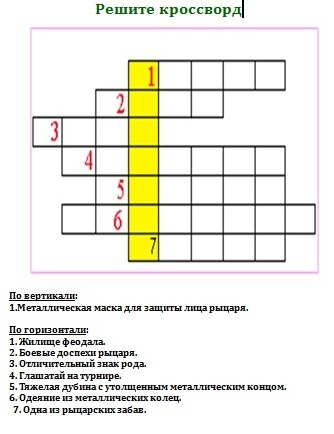 Решите кроссворд
1
2
3
4
5
6
7
По вертикали:
1.Металлическая маска для защиты лица рыцаря.
По горизонтали:
1. Жилище феодала.
2. Боевые доспехи рыцаря.
3. Отличительный знак рода.
4. Глашатай на турнире.
5. Тяжелая дубина с утолщенным металлическим концом.
6. Одеяние из металлических колец.
7. Одна из рыцарских забав.